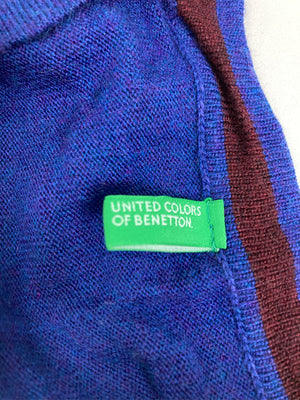 UNITED COLORS
OF BENETTON.